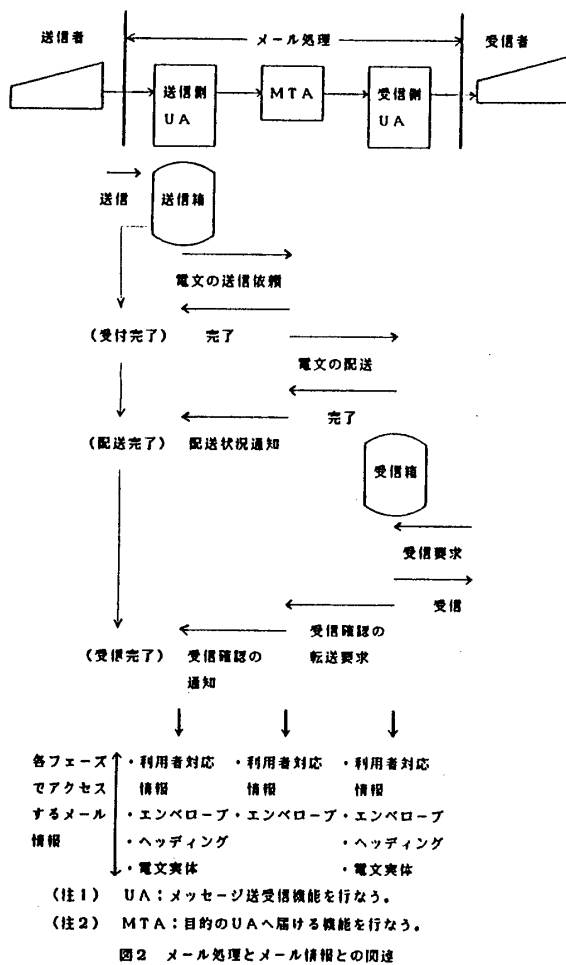 送信者
メール処理
受信者
送信側
UA
MTA
受信側
UA
送信
送信箱
電文の送信依頼
(受付完了) 完了
電文の配送
完了
(配送完了) 配送状況通知
受信箱
受信要求
受信
受信確認の
転送要求
(受信完了) 受信確認の
通知
各フェーズ
でアクセス
するメール
情報
・利用者対応
情報
・エンベロープ
・ヘッディング
・電文実体
・利用者対応
情報
・エンベロープ
・利用者対応
情報
・エンベロープ
・ヘッディング
・電文実体
(注1) UA;メッセージ送受信機能を行なう。
(注2) MTA;目的のUAへ届ける機能を行なう。
図2 メール処理とメール情報との関連